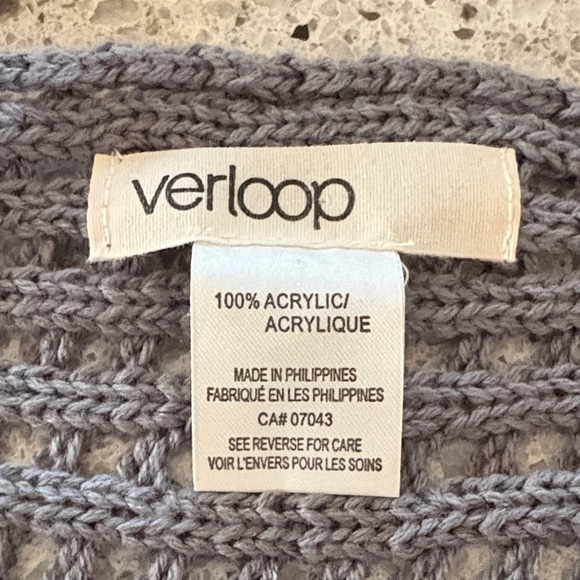 verloop
100% ACRYLIC/
ACRYLIQUE
MADE IN PHILIPPINES
FABRIQUÉ EN LES PHILIPPINES
CA# 07043
SEE REVERSE FOR CARE
VOIR L'ENVERS POUR LES SOINS